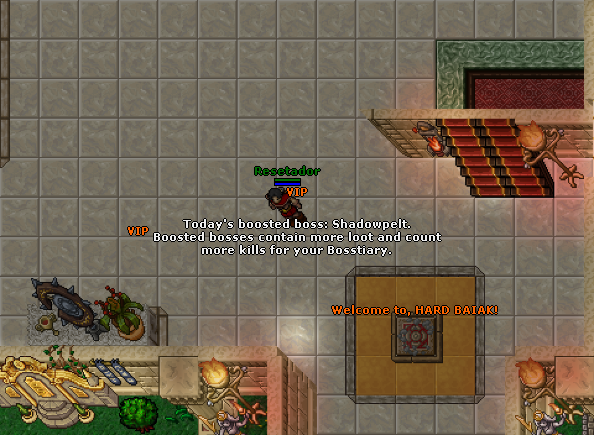 Resetador
VIP
VIP
Today's boosted boss: Shadowpelt.
Boosted bosses contain more loot and count
more kills for your Bosstiary.
Welcome to, HARD BAIAK!